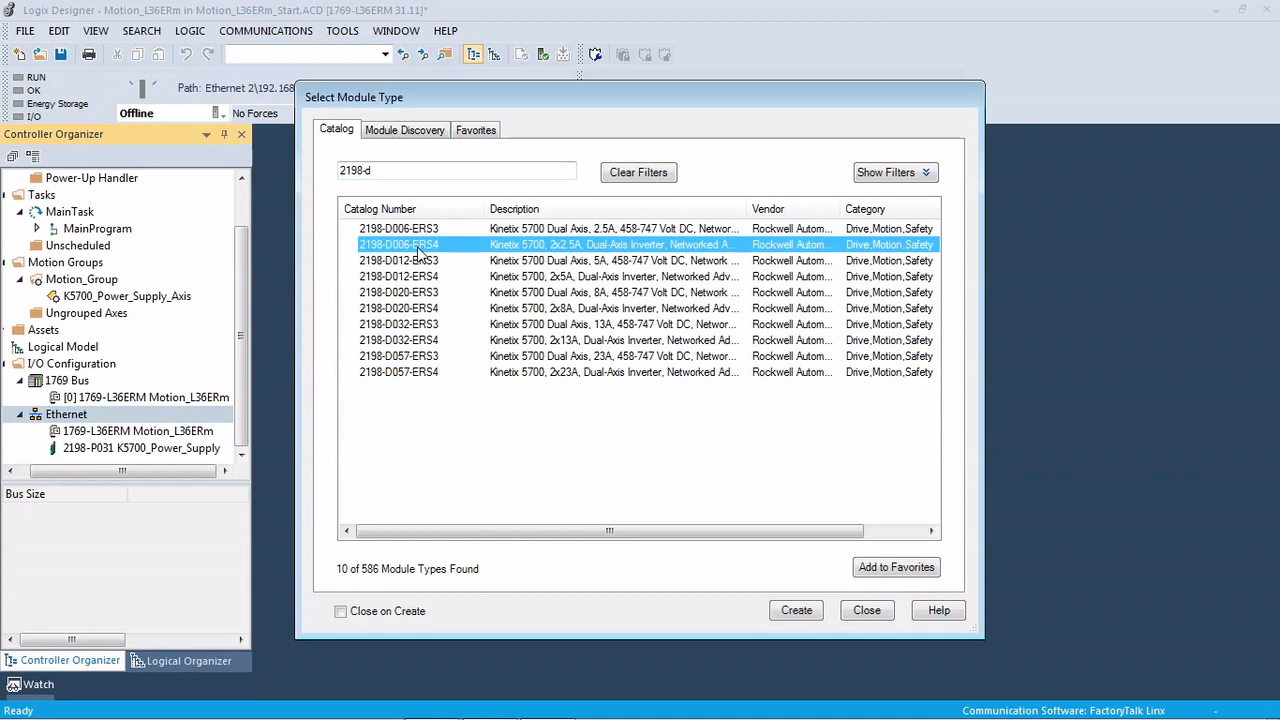 Logix Designer - Motion_L36ERm in Motion_L36ERm_Start.ACD [1769-L36ERM 31.11]*
FILE EDIT VIEW SEARCH LOGIC COMMUNICATIONS TOOLS WINDOW HELP
RUN
OK
Energy Storage
I/O
Path: Ethernet 2\192.168
Offline
No Forces
Controller Organizer
Power-Up Handler
Tasks
MainTask
MainProgram
Unscheduled
Motion Groups
Motion_Group
K5700_Power_Supply_Axis
Ungrouped Axes
Assets
Logical Model
I/O Configuration
1769 Bus
[0] 1769-L36ERM Motion_L36ERm
Ethernet
1769-L36ERM Motion_L36ERm
2198-P031 K5700_Power_Supply
Bus Size
Controller Organizer Logical Organizer
Watch
Select Module Type
Catalog Module Discovery Favorites
2198-d Clear Filters Show Filters
Catalog Number Description Vendor Category
2198-D006-ERS3 Kinetix 5700 Dual Axis, 2.5A, 458-747 Volt DC, Networ... Rockwell Autom... Drive,Motion,Safety
2198-D006-ERS4 Kinetix 5700, 2x2.5A, Dual-Axis Inverter, Networked A... Rockwell Autom... Drive,Motion,Safety
2198-D012-ERS3 Kinetix 5700 Dual Axis, 5A, 458-747 Volt DC, Network ... Rockwell Autom... Drive,Motion,Safety
2198-D012-ERS4 Kinetix 5700, 2x5A, Dual-Axis Inverter, Networked Adv... Rockwell Autom... Drive,Motion,Safety
2198-D020-ERS3 Kinetix 5700 Dual Axis, 8A, 458-747 Volt DC, Network ... Rockwell Autom... Drive,Motion,Safety
2198-D020-ERS4 Kinetix 5700, 2x8A, Dual-Axis Inverter, Networked Adv... Rockwell Autom... Drive,Motion,Safety
2198-D032-ERS3 Kinetix 5700 Dual Axis, 13A, 458-747 Volt DC, Networ... Rockwell Autom... Drive,Motion,Safety
2198-D032-ERS4 Kinetix 5700, 2x13A, Dual-Axis Inverter, Networked Ad... Rockwell Autom... Drive,Motion,Safety
2198-D057-ERS3 Kinetix 5700 Dual Axis, 23A, 458-747 Volt DC, Networ... Rockwell Autom... Drive,Motion,Safety
2198-D057-ERS4 Kinetix 5700, 2x23A, Dual-Axis Inverter, Networked Ad... Rockwell Autom... Drive,Motion,Safety
10 of 586 Module Types Found Add to Favorites
Close on Create Create Close Help
Ready Communication Software: FactoryTalk Linx